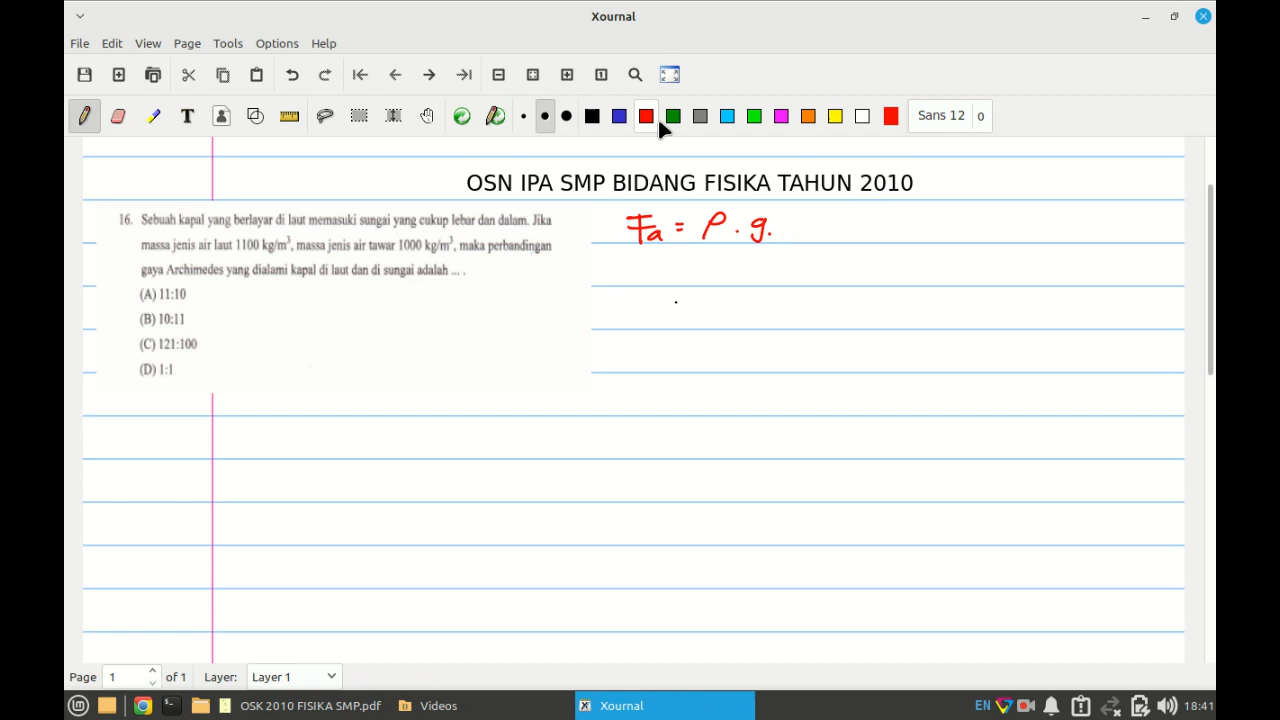 Xournal
File Edit View Page Tools Options Help
Sans 12 0
OSN IPA SMP BIDANG FISIKA TAHUN 2010
16. Sebuah kapal yang berlayar di laut memasuki sungai yang cukup lebar dan dalam. Jika
massa jenis air laut 1100 kg/m³, massa jenis air tawar 1000 kg/m³, maka perbandingan
gaya Archimedes yang dialami kapal di laut dan di sungai adalah ... .
(A) 11:10
(B) 10:11
(C) 121:100
(D) 1:1
Fa = ρ . g.
Page 1 of 1 Layer: Layer 1
OSK 2010 FISIKA SMP.pdf Videos Xournal EN 18:41